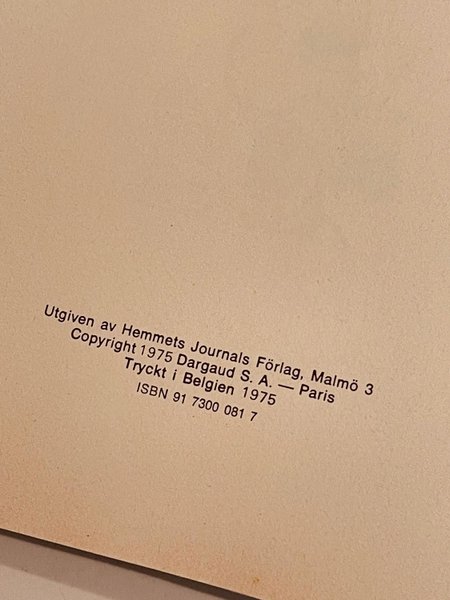 Utgiven av Hemmets Journals Förlag, Malmö 3
Copyright 1975 Dargaud S. A. — Paris
Tryckt i Belgien 1975
ISBN 91 7300 081 7